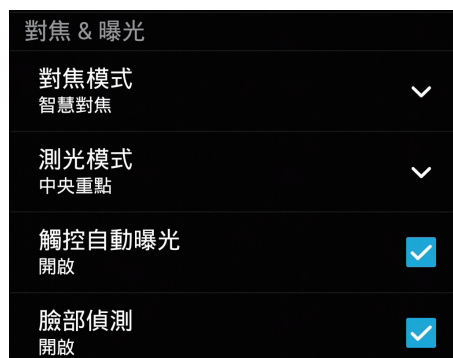 對焦 & 曝光
對焦模式
智慧對焦
測光模式
中央重點
觸控自動曝光
開啟
臉部偵測
開啟